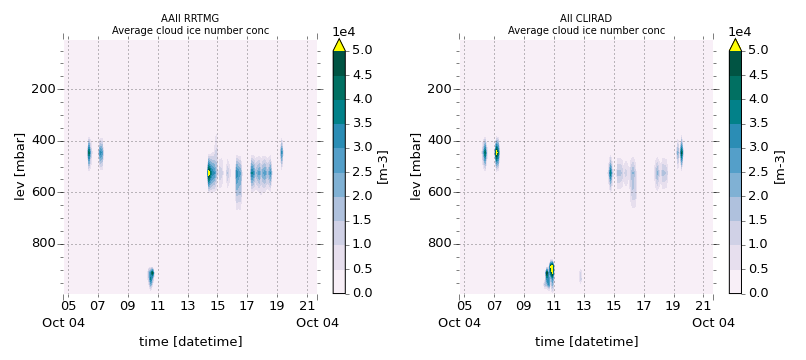 AAII RRTMG
Average cloud ice number conc
1e4
5.0
4.5
4.0
3.5
3.0
2.5
2.0
1.5
1.0
0.5
0.0
[m-3]
lev [mbar]
200
400
600
800
05 07 09 11 13 15 17 19 21
Oct 04 Oct 04
time [datetime]
AII CLIRAD
Average cloud ice number conc
1e4
5.0
4.5
4.0
3.5
3.0
2.5
2.0
1.5
1.0
0.5
0.0
[m-3]
lev [mbar]
200
400
600
800
05 07 09 11 13 15 17 19 21
Oct 04 Oct 04
time [datetime]